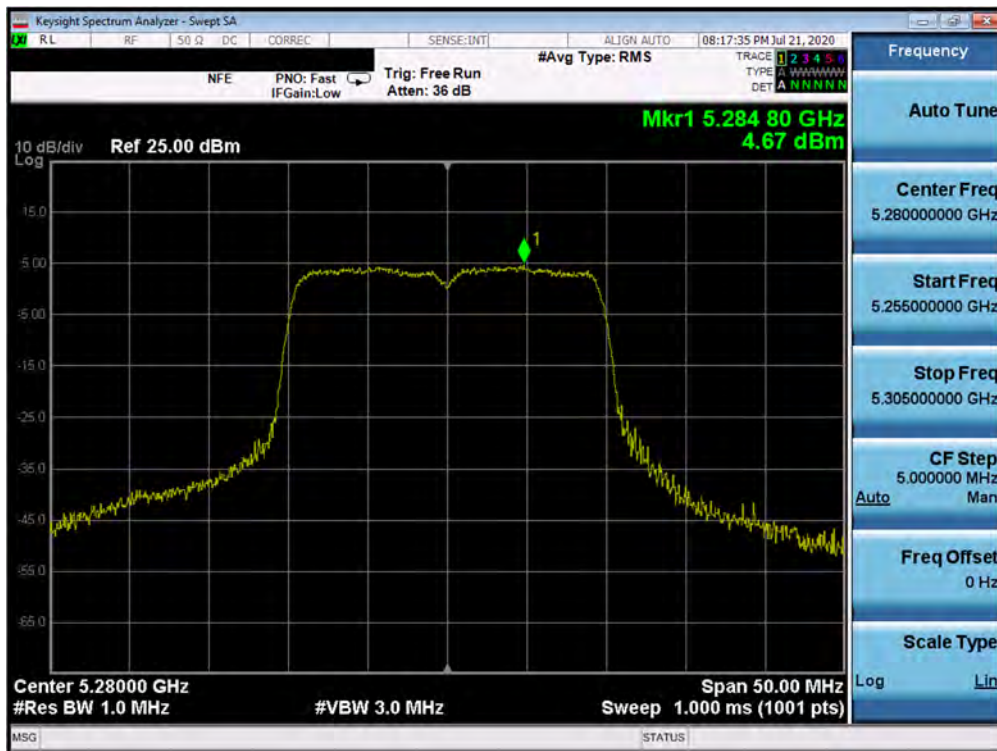 Keysight Spectrum Analyzer - Swept SA
LXI RL RF 50 Ω DC CORREC SENSE:INT ALIGN AUTO 08:17:35 PM Jul 21, 2020
Frequency
#Avg Type: RMS
TRACE 1 2 3 4 5 6
NFE PNO: Fast Trig: Free Run
TYPE A WWWWW
IFGain:Low Atten: 36 dB
DET A N N N N N
Auto Tune
Mkr1 5.284 80 GHz
4.67 dBm
10 dB/div Ref 25.00 dBm
Log
15.0
5.00
-5.00
-15.0
-25.0
-35.0
-45.0
-55.0
-65.0
1
Center Freq
5.280000000 GHz
Start Freq
5.255000000 GHz
Stop Freq
5.305000000 GHz
CF Step
5.000000 MHz
Auto Man
Freq Offset
0 Hz
Scale Type
Log Lin
Center 5.28000 GHz Span 50.00 MHz
#Res BW 1.0 MHz #VBW 3.0 MHz Sweep 1.000 ms (1001 pts)
MSG STATUS